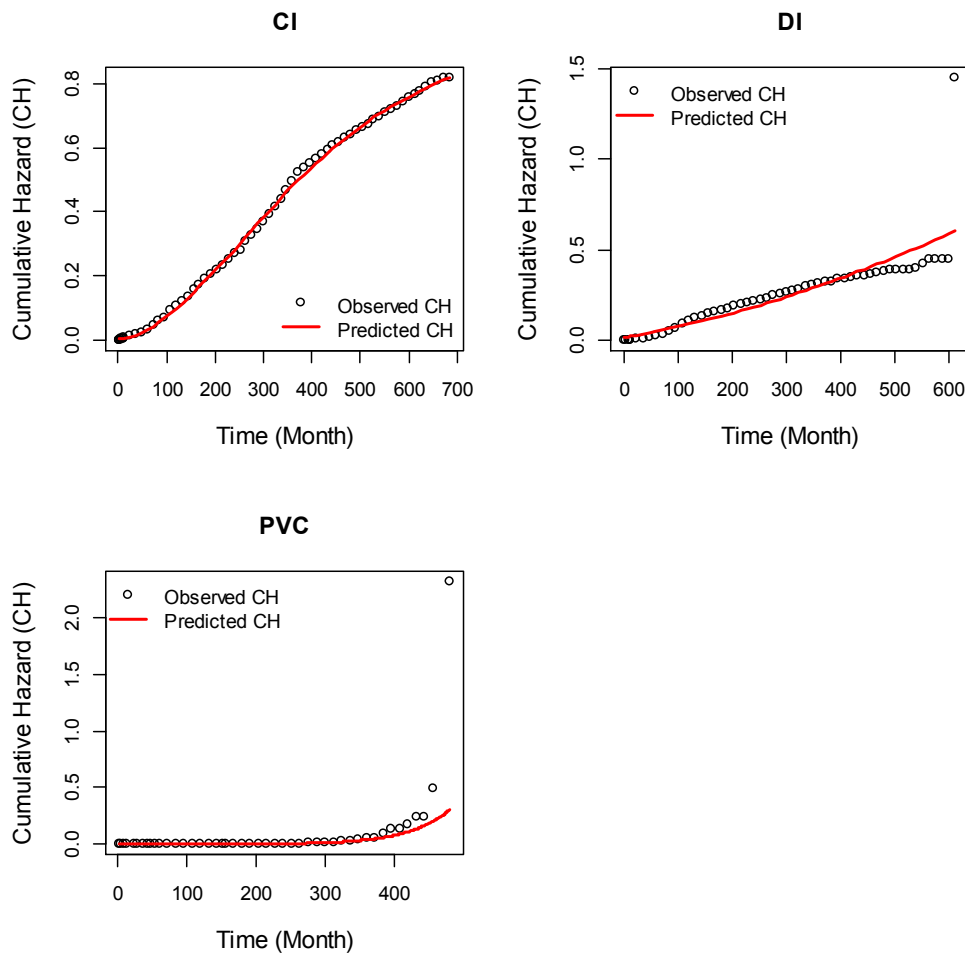 CI
Cumulative Hazard (CH)
0.0 0.2 0.4 0.6 0.8
Observed CH
Predicted CH
0 100 200 300 400 500 600 700
Time (Month)
DI
Cumulative Hazard (CH)
0.0 0.5 1.0 1.5
Observed CH
Predicted CH
0 100 200 300 400 500 600
Time (Month)
PVC
Cumulative Hazard (CH)
0.0 0.5 1.0 1.5 2.0
Observed CH
Predicted CH
0 100 200 300 400
Time (Month)